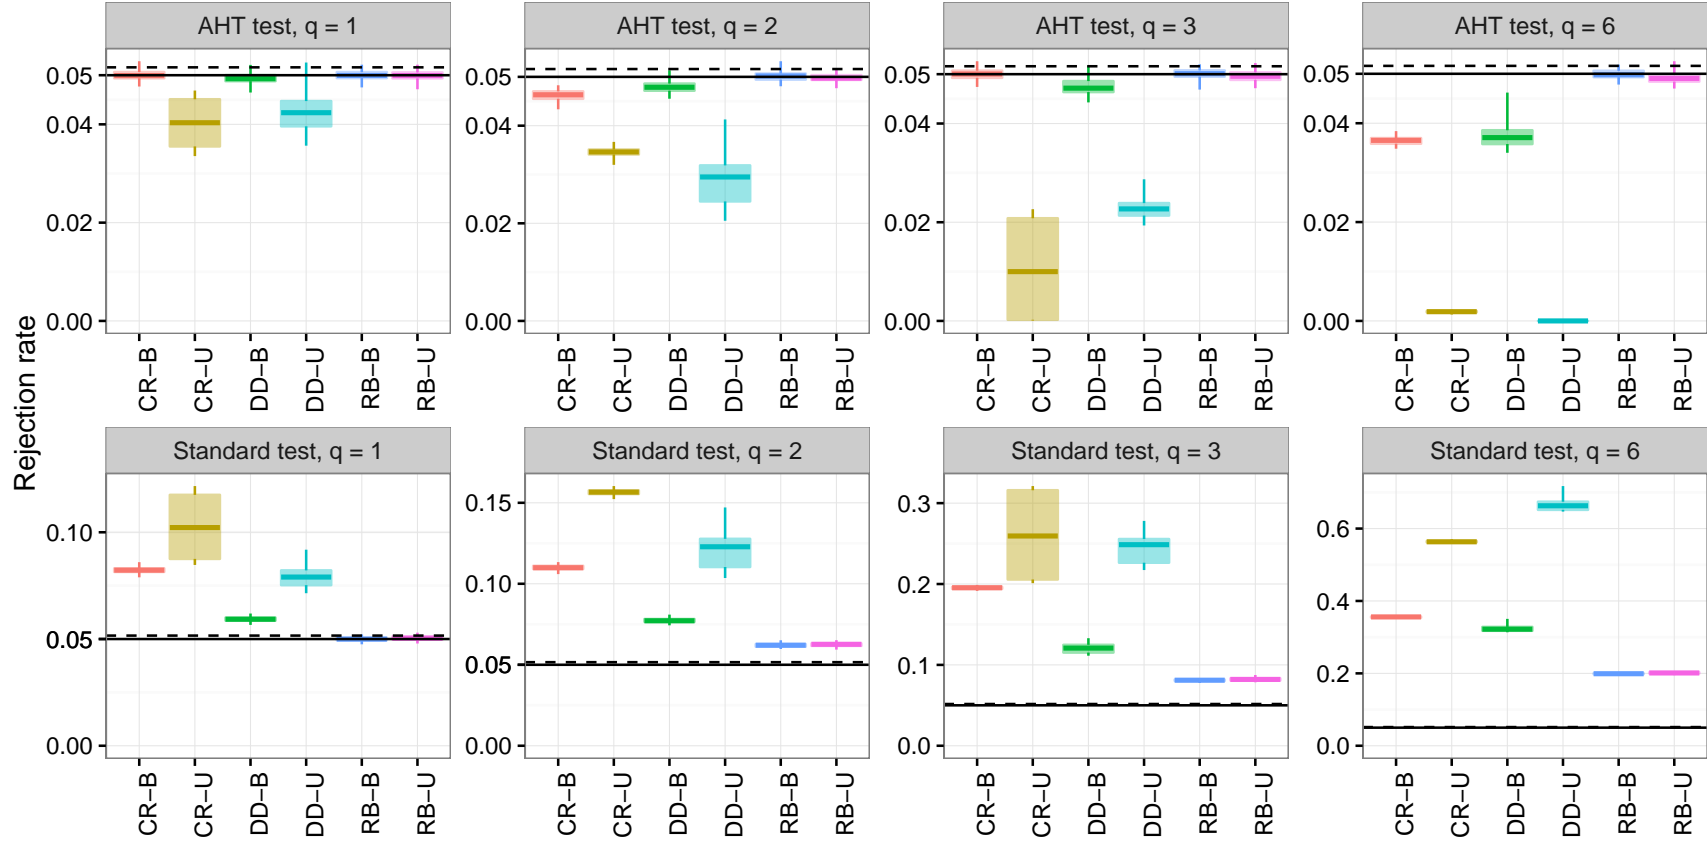 AHT test, q = 1
AHT test, q = 2
AHT test, q = 3
AHT test, q = 6
0.05
0.04
0.02
0.00
0.05
0.04
0.02
0.00
0.05
0.04
0.02
0.00
0.05
0.04
0.02
0.00
CR−B
CR−U
DD−B
DD−U
RB−B
RB−U
CR−B
CR−U
DD−B
DD−U
RB−B
RB−U
CR−B
CR−U
DD−B
DD−U
RB−B
RB−U
CR−B
CR−U
DD−B
DD−U
RB−B
RB−U
Rejection rate
Standard test, q = 1
Standard test, q = 2
Standard test, q = 3
Standard test, q = 6
0.10
0.05
0.00
0.15
0.10
0.05
0.00
0.3
0.2
0.1
0.0
0.6
0.4
0.2
0.0
CR−B
CR−U
DD−B
DD−U
RB−B
RB−U
CR−B
CR−U
DD−B
DD−U
RB−B
RB−U
CR−B
CR−U
DD−B
DD−U
RB−B
RB−U
CR−B
CR−U
DD−B
DD−U
RB−B
RB−U